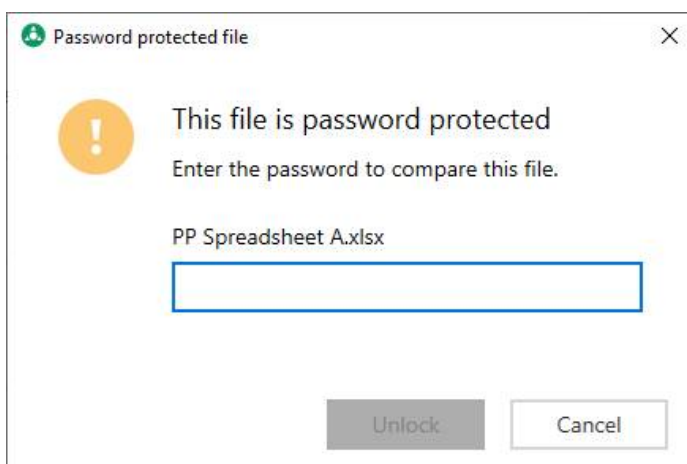 Password protected file
This file is password protected
Enter the password to compare this file.
PP Spreadsheet A.xlsx
Unlock
Cancel